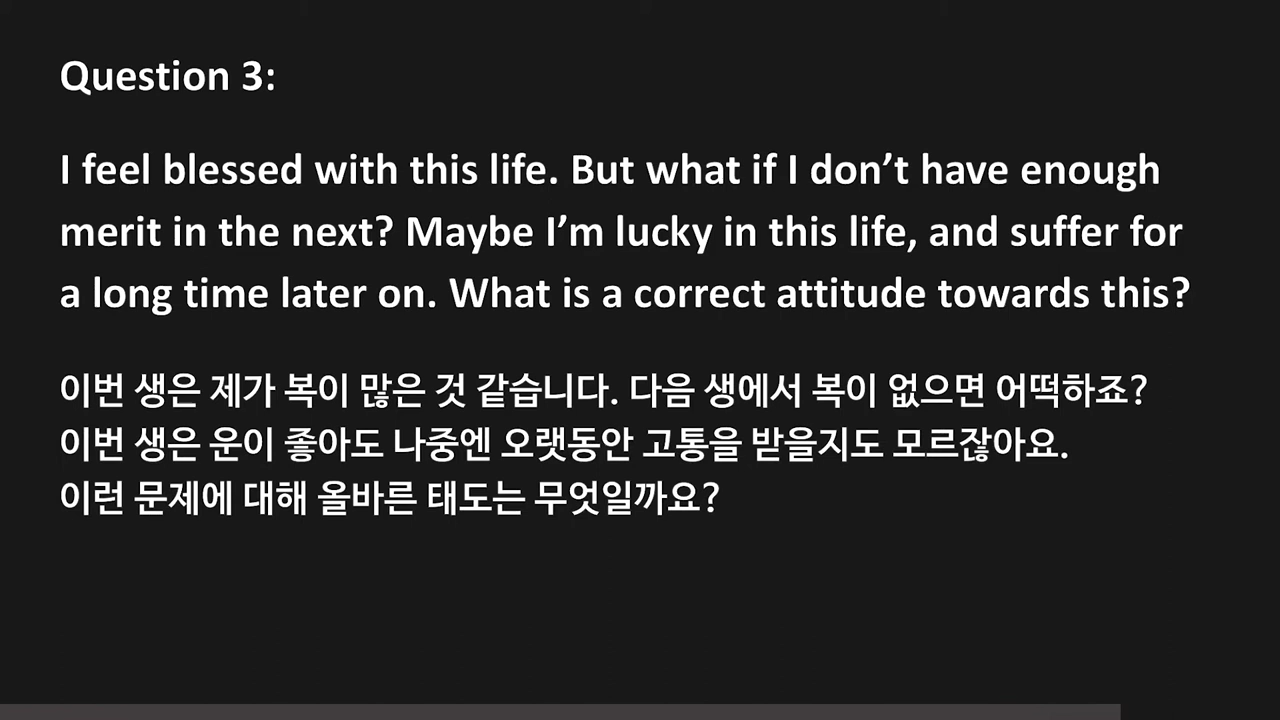 Question 3:
I feel blessed with this life. But what if I don’t have enough
merit in the next? Maybe I’m lucky in this life, and suffer for
a long time later on. What is a correct attitude towards this?
이번 생은 제가 복이 많은 것 같습니다. 다음 생에서 복이 없으면 어떡하죠?
이번 생은 운이 좋아도 나중엔 오랫동안 고통을 받을지도 모르잖아요.
이런 문제에 대해 올바른 태도는 무엇일까요?